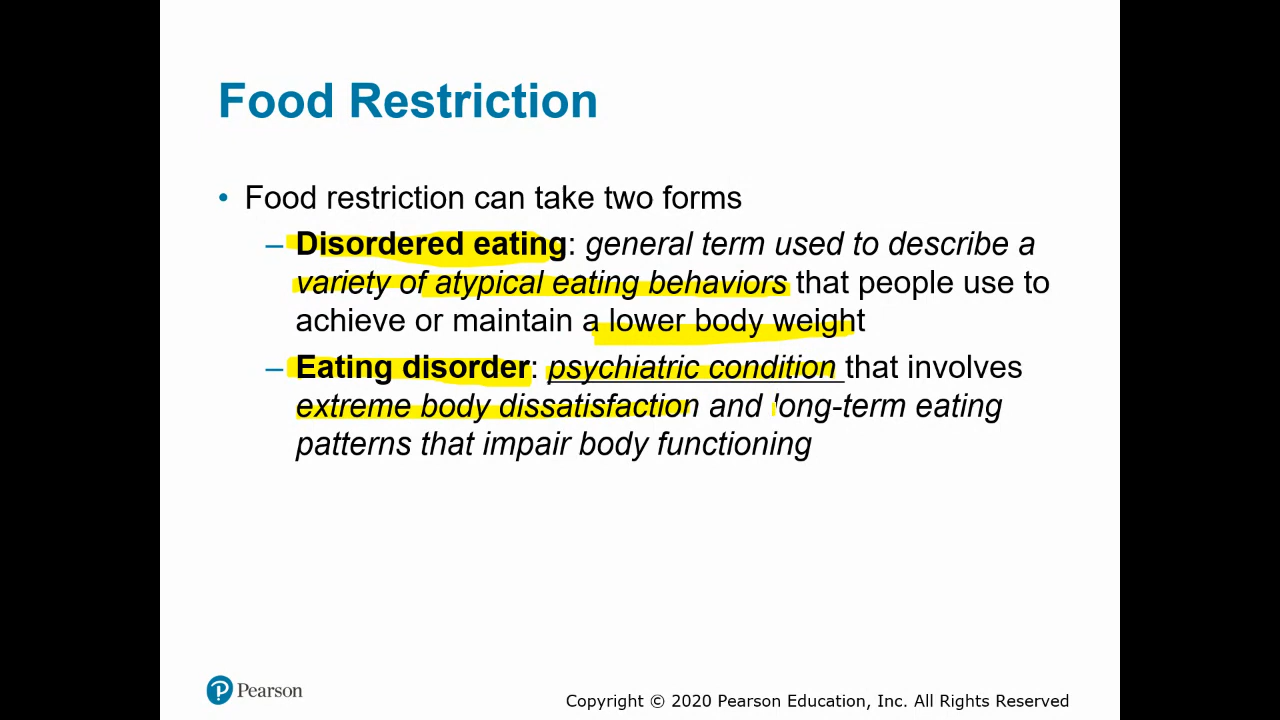 Food Restriction
• Food restriction can take two forms
– Disordered eating: general term used to describe a
variety of atypical eating behaviors that people use to
achieve or maintain a lower body weight
– Eating disorder: psychiatric condition that involves
extreme body dissatisfaction and long-term eating
patterns that impair body functioning
Pearson
Copyright © 2020 Pearson Education, Inc. All Rights Reserved